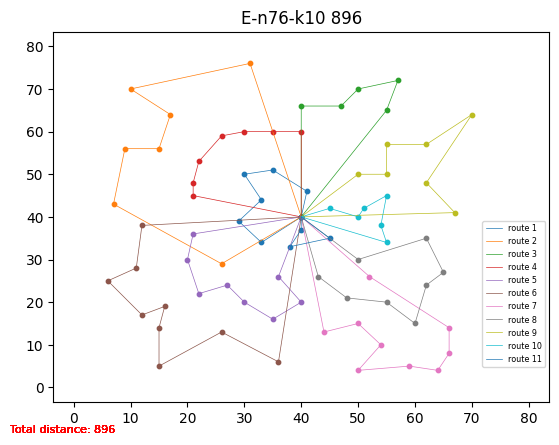 E-n76-k10 896
80
70
60
50
40
30
20
10
0
0 10 20 30 40 50 60 70 80
route 1
route 2
route 3
route 4
route 5
route 6
route 7
route 8
route 9
route 10
route 11
Total distance: 896